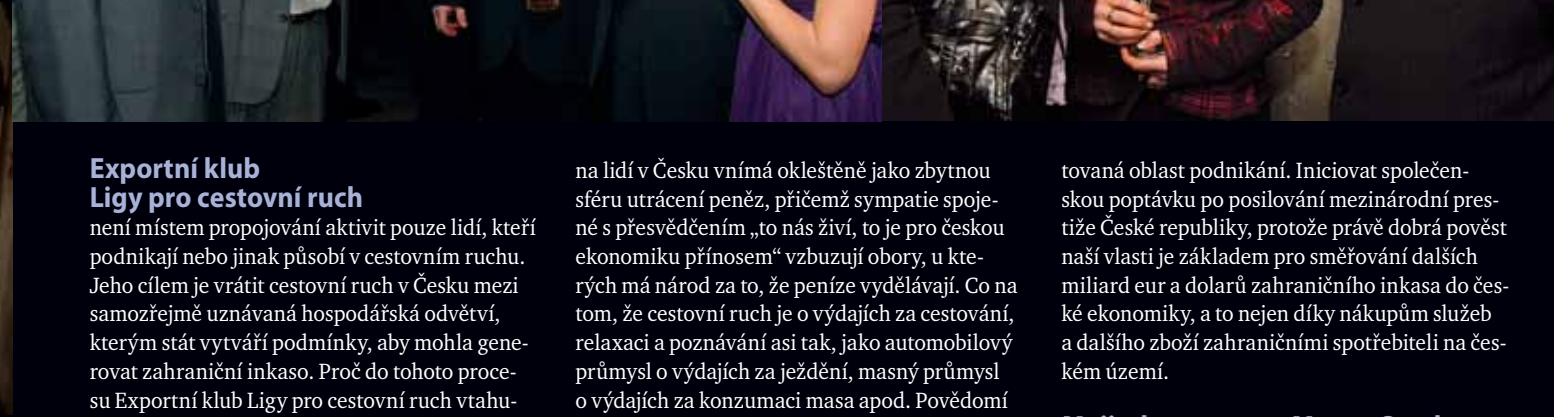 Exportní klub
Ligy pro cestovní ruch
není místem propojování aktivit pouze lidí, kteří
podnikají nebo jinak působí v cestovním ruchu.
Jeho cílem je vrátit cestovní ruch v Česku mezi
samozřejmě uznávaná hospodářská odvětví,
kterým stát vytváří podmínky, aby mohla gene-
rovat zahraniční inkaso. Proč do tohoto proce-
su Exportní klub Ligy pro cestovní ruch vtahu-
na lidí v Česku vnímá okleštěně jako zbytnou
sféru utrácení peněz, přičemž sympatie spoje-
né s přesvědčením „to nás živí, to je pro českou
ekonomiku přínosem“ vzbuzují obory, u kte-
rých má národ za to, že peníze vydělávají. Co na
tom, že cestovní ruch je o výdajích za cestování,
relaxaci a poznávání asi tak, jako automobilový
průmysl o výdajích za ježdění, masný průmysl
o výdajích za konzumaci masa apod. Povědomí
tovaná oblast podnikání. Iniciovat společen-
skou poptávku po posilování mezinárodní pres-
tiže České republiky, protože právě dobrá pověst
naší vlasti je základem pro směřování dalších
miliard eur a dolarů zahraničního inkasa do čes-
ké ekonomiky, a to nejen díky nákupům služeb
a dalšího zboží zahraničními spotřebiteli na čes-
kém území.